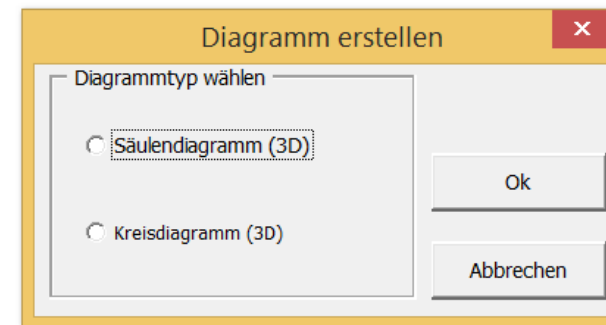 Diagramm erstellen
Diagrammtyp wählen
Säulendiagramm (3D)
Ok
Kreisdiagramm (3D)
Abbrechen